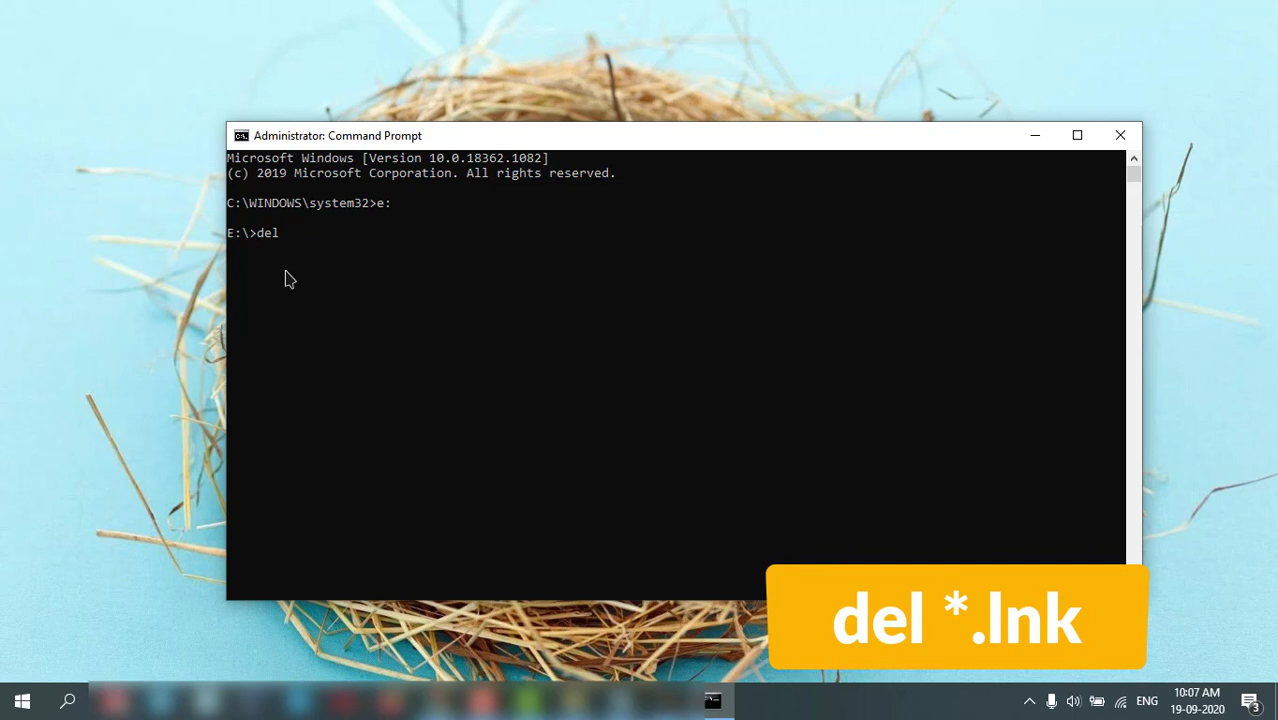 Administrator: Command Prompt
Microsoft Windows [Version 10.0.18362.1082]
(c) 2019 Microsoft Corporation. All rights reserved.
C:\WINDOWS\system32>e:
E:\>del
del *.lnk
ENG
10:07 AM
19-09-2020
3